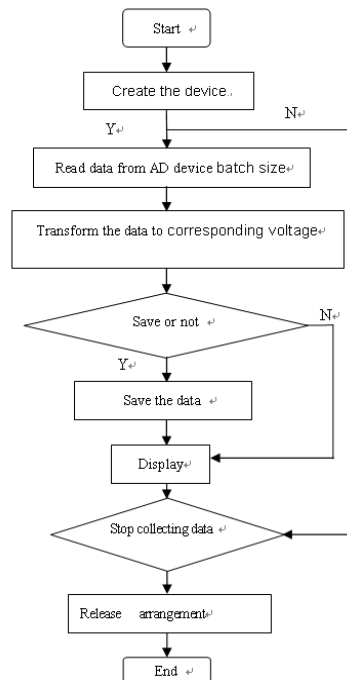 Start
Create the device.
N
Y
Read data from AD device batch size
Transform the data to corresponding voltage
Save or not
N
Y
Save the data
Display
Stop collecting data
Release arrangement
End